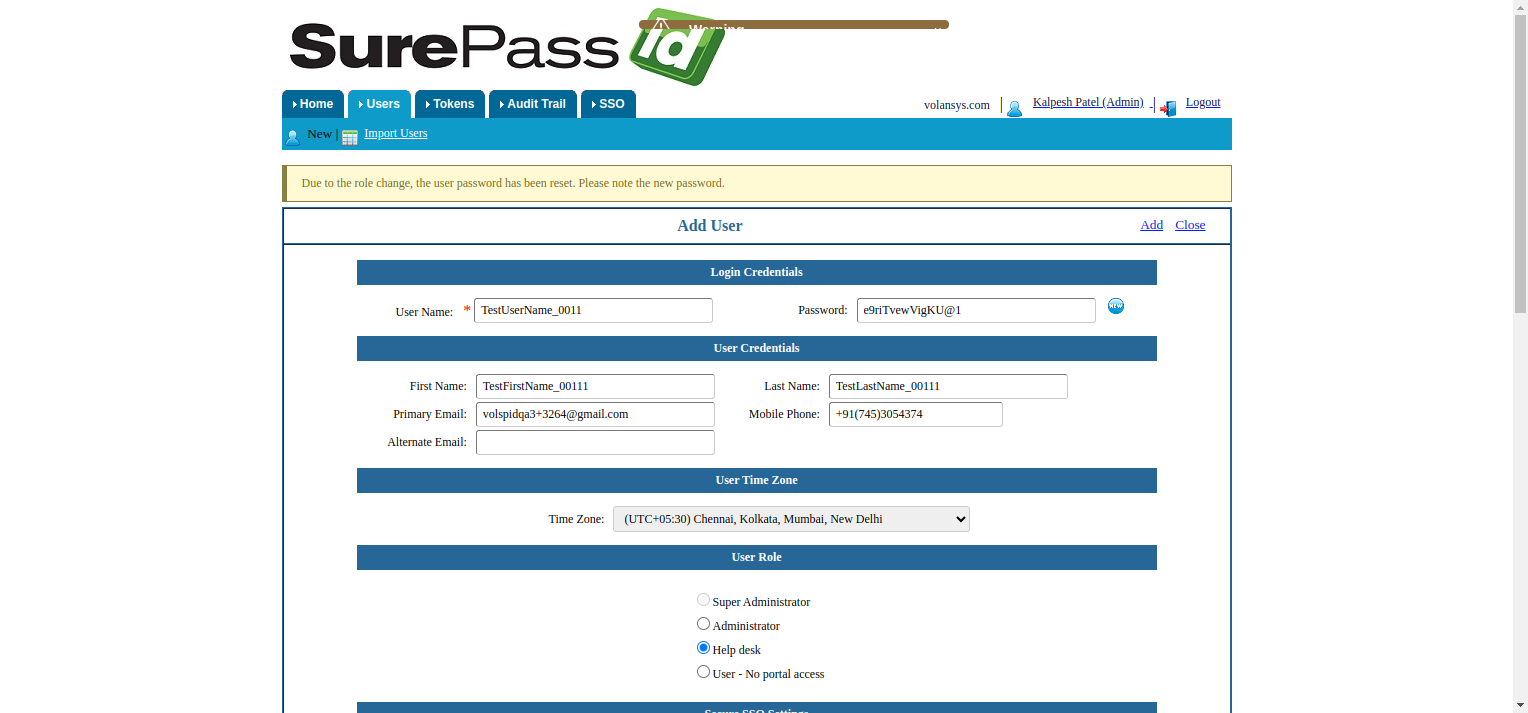 SurePass id
Warning
Home Users Tokens Audit Trail SSO
volansys.com | Kalpesh Patel (Admin) - | Logout
New | Import Users
Due to the role change, the user password has been reset. Please note the new password.
Add User Add Close
Login Credentials
User Name: * TestUserName_0011 Password: e9riTvewVigKU@1 NEW
User Credentials
First Name: TestFirstName_00111 Last Name: TestLastName_00111
Primary Email: volspidqa3+3264@gmail.com Mobile Phone: +91(745)3054374
Alternate Email:
User Time Zone
Time Zone: (UTC+05:30) Chennai, Kolkata, Mumbai, New Delhi
User Role
Super Administrator
Administrator
Help desk
User - No portal access
Secure SSO Settings